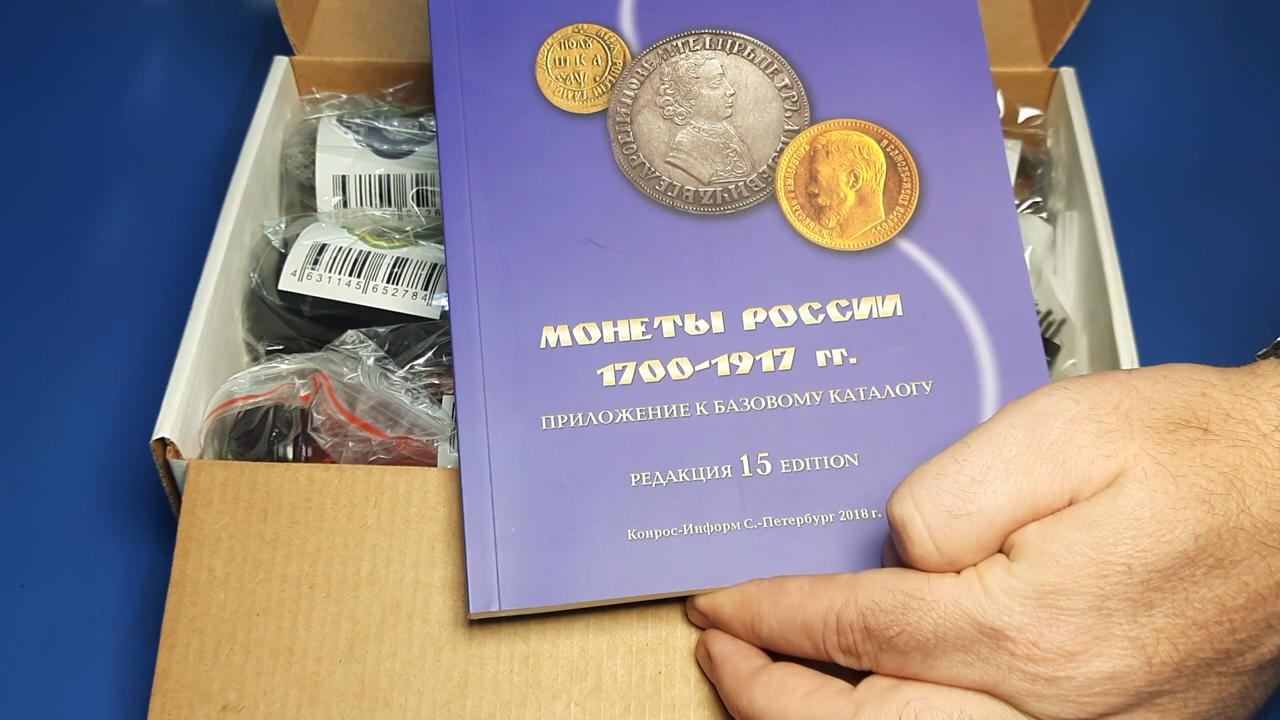 МОНЕТЫ РОССИИ
1700-1917 гг.
ПРИЛОЖЕНИЕ К БАЗОВОМУ КАТАЛОГУ
РЕДАКЦИЯ 15 EDITION
Конрос-Информ С.-Петербург 2018 г.
4 631145 652784